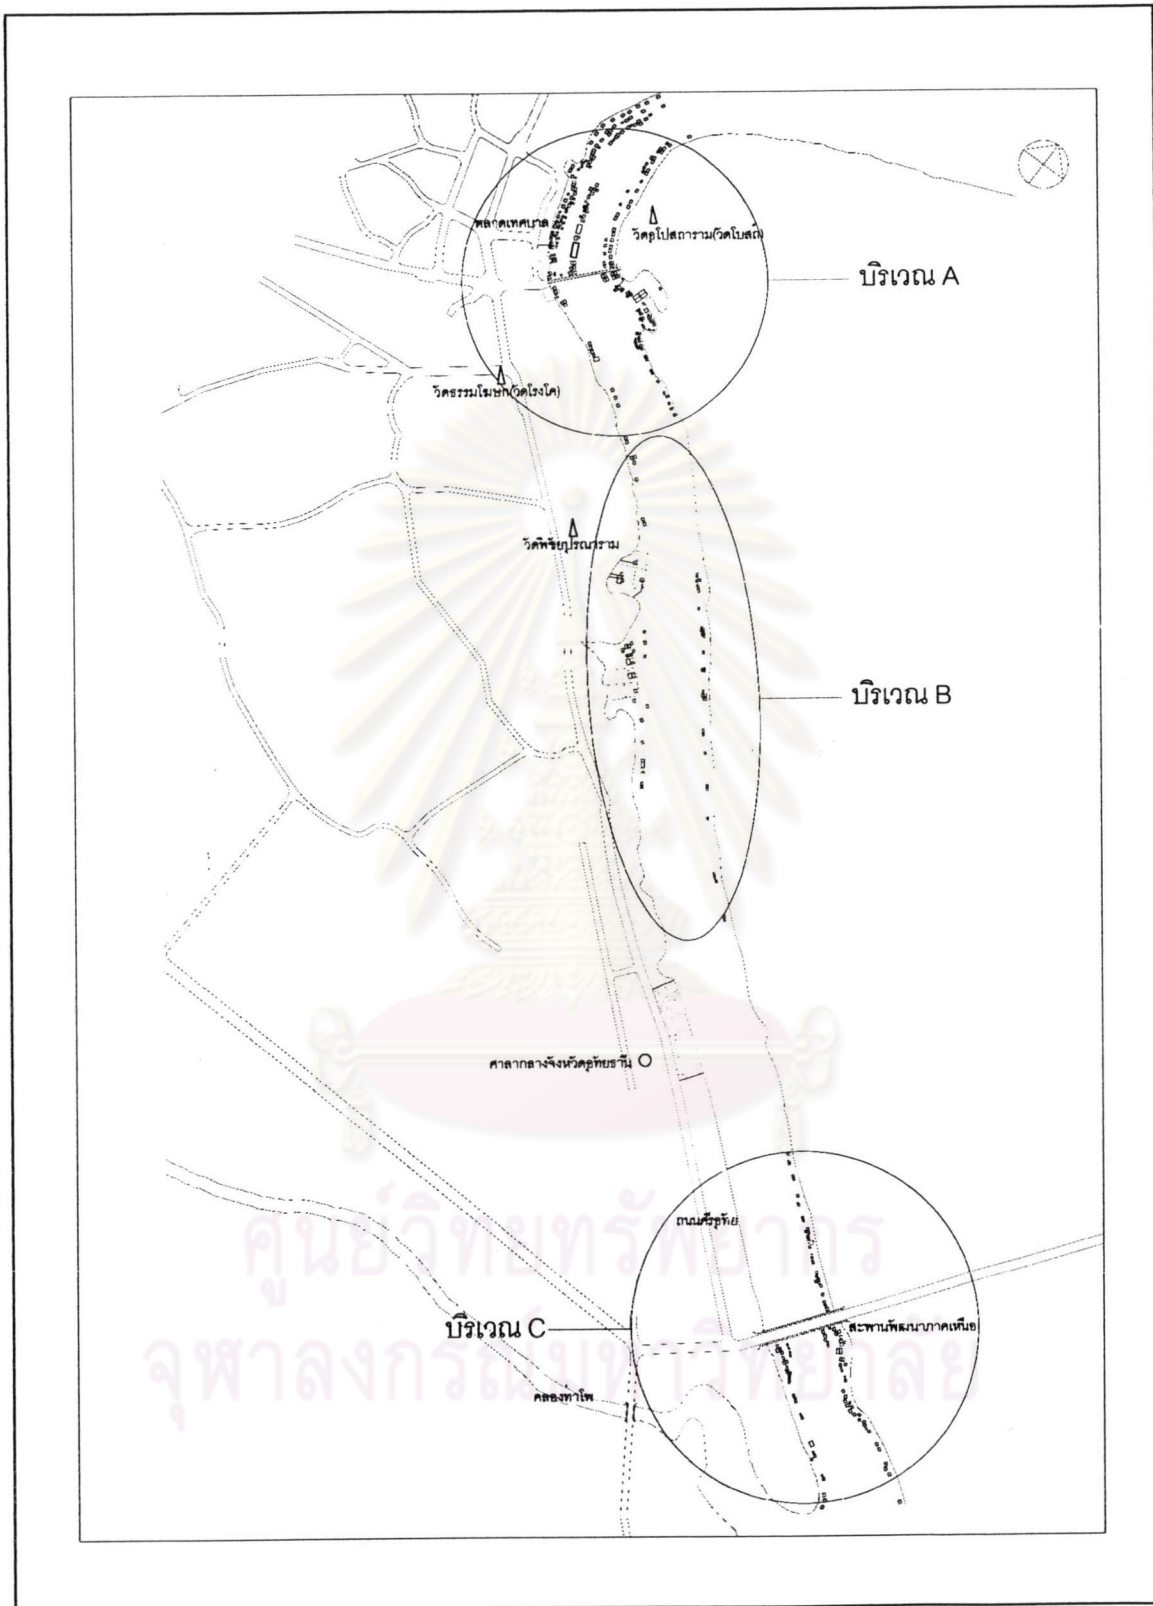 ตลาดเทศบาล
วัดอุโปสถาราม(วัดโบสถ์)
บริเวณ A
วัดธรรมโฆษก(วัดโรงโค)
วัดพิชัยปุรณาราม
บริเวณ B
ศาลากลางจังหวัดอุทัยธานี
ถนนศรีอุทัย
ศูนย์วิทยทรัพยากร
บริเวณ C
สะพานพัฒนาภาคเหนือ
จุฬาลงกรณ์มหาวิทยาลัย
คลองท่าโพ